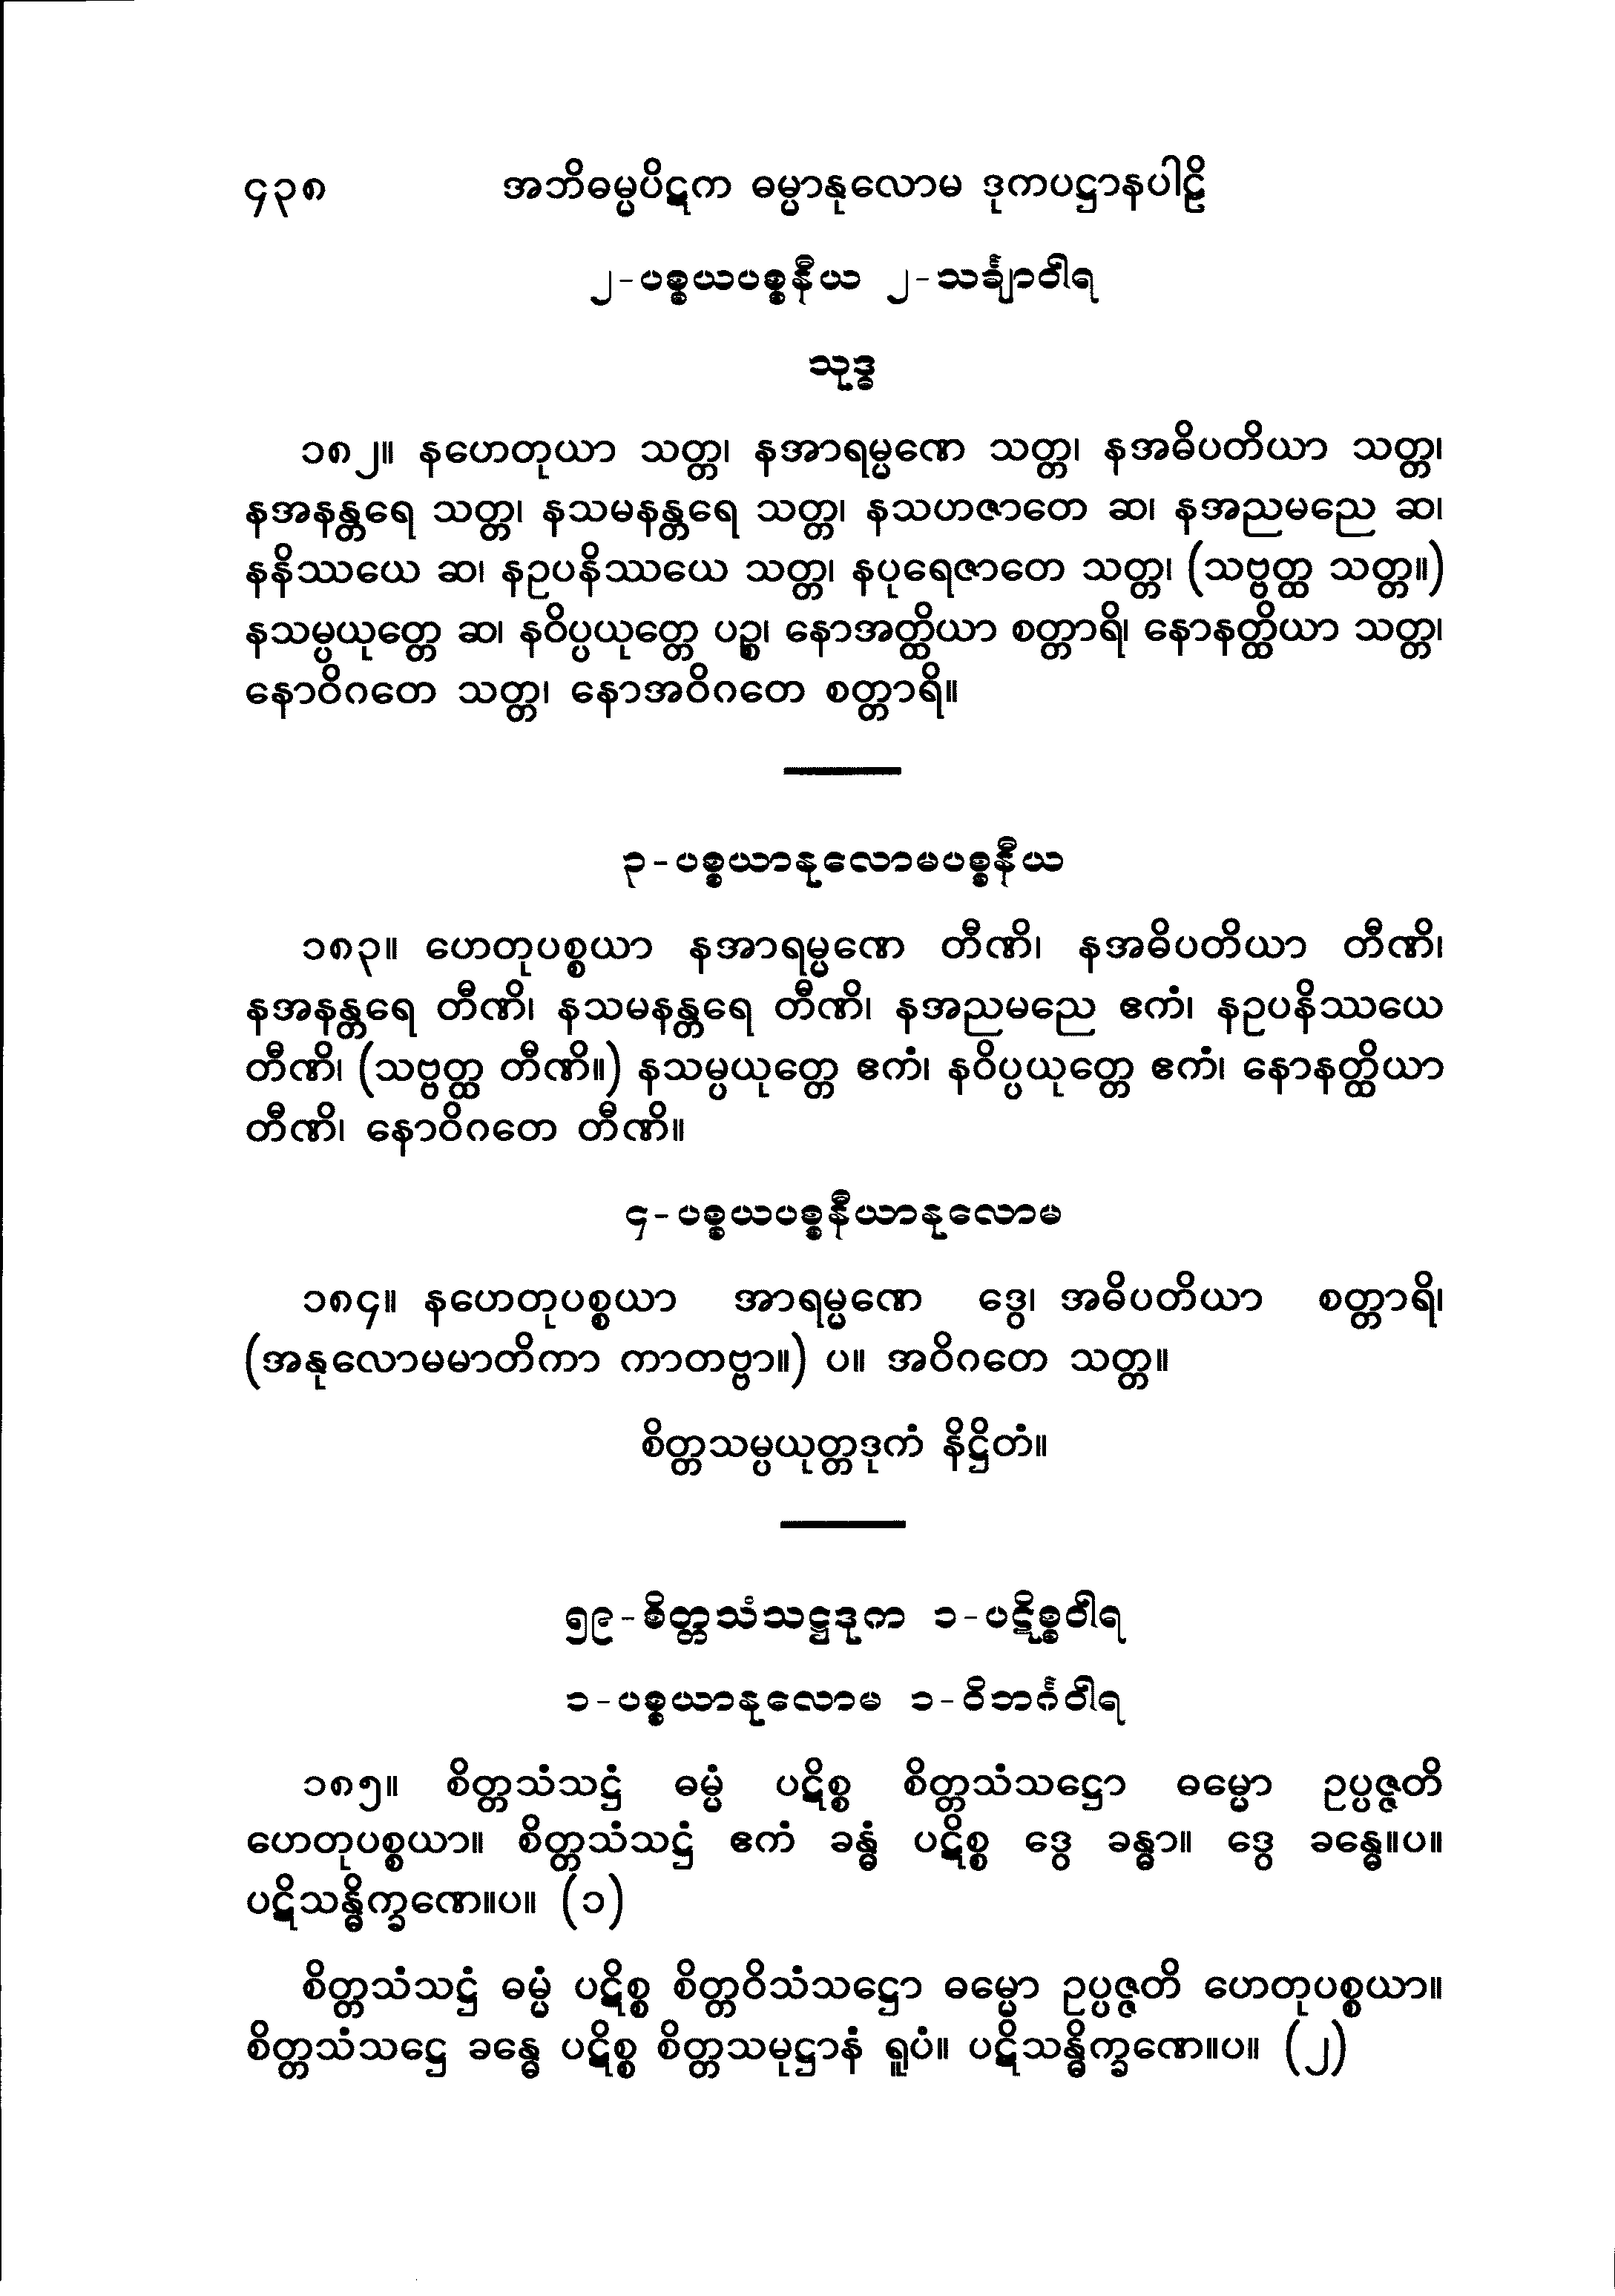 ၄၃၈ အဘိဓမ္မပိဋက ဓမ္မာနုလောမ ဒုကပဋ္ဌာနပါဠိ
၂-ပစ္စယပစ္စနီယ ၂-သင်္ချာဝါရ
သုဒ္ဓ
၁၈၂။ နဟေတုယာ သတ္တ၊ နအာရမ္မဏေ သတ္တ၊ နအဓိပတိယာ သတ္တ၊
နအနန္တရေ သတ္တ၊ နသမနန္တရေ သတ္တ၊ နသဟဇာတေ ဆ၊ နအညမညေ ဆ၊
နနိဿယေ ဆ၊ နဥပနိဿယေ သတ္တ၊ နပုရေဇာတေ သတ္တ၊ (သဗ္ဗတ္ထ သတ္တ။)
နသမ္ပယုတ္တေ ဆ၊ နဝိပ္ပယုတ္တေ ပဉ္စ၊ နောအတ္ထိယာ စတ္တာရိ၊ နောနတ္ထိယာ သတ္တ၊
နောဝိဂတေ သတ္တ၊ နောအဝိဂတေ စတ္တာရိ။
၃-ပစ္စယာနုလောမပစ္စနီယ
၁၈၃။ ဟေတုပစ္စယာ နအာရမ္မဏေ တီဏိ၊ နအဓိပတိယာ တီဏိ၊
နအနန္တရေ တီဏိ၊ နသမနန္တရေ တီဏိ၊ နအညမညေ ဧကံ၊ နဥပနိဿယေ
တီဏိ၊ (သဗ္ဗတ္ထ တီဏိ။) နသမ္ပယုတ္တေ ဧကံ၊ နဝိပ္ပယုတ္တေ ဧကံ၊ နောနတ္ထိယာ
တီဏိ၊ နောဝိဂတေ တီဏိ။
၄-ပစ္စယပစ္စနီယာနုလောမ
၁၈၄။ နဟေတုပစ္စယာ အာရမ္မဏေ ဒွေ၊ အဓိပတိယာ စတ္တာရိ၊
(အနုလောမမာတိကာ ကာတဗ္ဗာ။) ပ။ အဝိဂတေ သတ္တ။
စိတ္တသမ္ပယုတ္တဒုကံ နိဋ္ဌိတံ။
၅၉-စိတ္တသံသဋ္ဌဒုက ၁-ပဋိစ္စဝါရ
၁-ပစ္စယာနုလောမ ၁-ဝိဘင်္ဂဝါရ
၁၈၅။ စိတ္တသံသဋ္ဌံ ဓမ္မံ ပဋိစ္စ စိတ္တသံသဋ္ဌော ဓမ္မော ဥပ္ပဇ္ဇတိ
ဟေတုပစ္စယာ။ စိတ္တသံသဋ္ဌံ ဧကံ ခန္ဓံ ပဋိစ္စ ဒွေ ခန္ဓာ။ ဒွေ ခန္ဓေ။ပ။
ပဋိသန္ဓိက္ခဏေ။ပ။ (၁)
စိတ္တသံသဋ္ဌံ ဓမ္မံ ပဋိစ္စ စိတ္တဝိသံသဋ္ဌော ဓမ္မော ဥပ္ပဇ္ဇတိ ဟေတုပစ္စယာ။
စိတ္တသံသဋ္ဌေ ခန္ဓေ ပဋိစ္စ စိတ္တသမုဋ္ဌာနံ ရူပံ။ ပဋိသန္ဓိက္ခဏေ။ပ။ (၂)